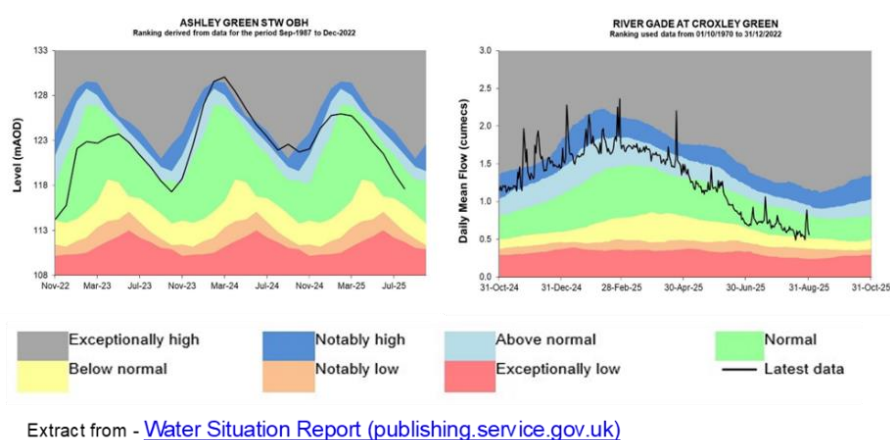 ASHLEY GREEN STW OBH
Ranking derived from data for the period Sep-1987 to Dec-2022
133
128
123
118
113
108
Level (mAOD)
Nov-22 Mar-23 Jul-23 Nov-23 Mar-24 Jul-24 Nov-24 Mar-25 Jul-25
RIVER GADE AT CROXLEY GREEN
Ranking used data from 01/10/1970 to 31/12/2022
3.0
2.5
2.0
1.5
1.0
0.5
0.0
Daily Mean Flow (cumecs)
31-Oct-24 31-Dec-24 28-Feb-25 30-Apr-25 30-Jun-25 31-Aug-25 31-Oct-25
Exceptionally high Notably high Above normal Normal
Below normal Notably low Exceptionally low Latest data
Extract from - Water Situation Report (publishing.service.gov.uk)